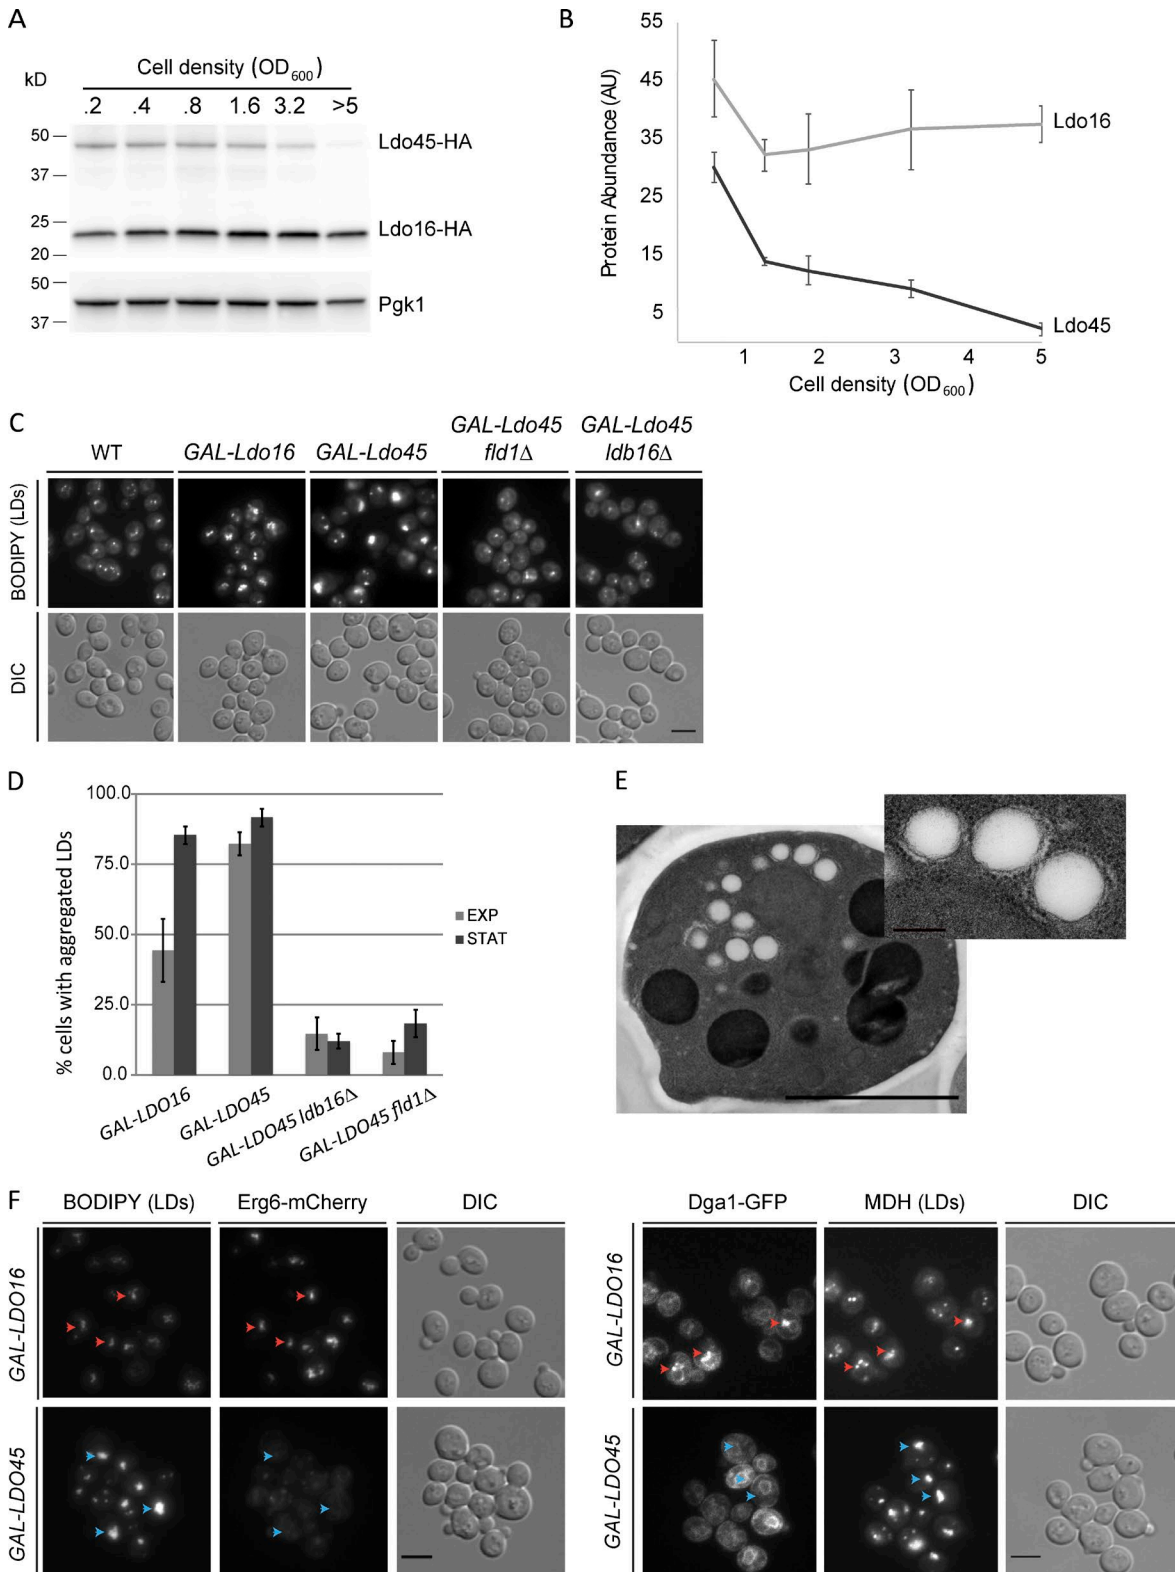 A
Cell density (OD600)
kD
.2 .4 .8 1.6 3.2 >5
50
37
25
20
50
37
Ldo45-HA
Ldo16-HA
Pgk1
B
Protein Abundance (AU)
55
45
35
25
15
5
Ldo16
Ldo45
1 2 3 4 5
Cell density (OD600)
C
WT
GAL-Ldo16
GAL-Ldo45
GAL-Ldo45
fld1Δ
GAL-Ldo45
ldb16Δ
BODIPY (LDs)
DIC
D
% cells with aggregated LDs
100.0
75.0
50.0
25.0
0.0
EXP
STAT
GAL-LDO16
GAL-LDO45
GAL-LDO45 ldb16Δ
GAL-LDO45 fld1Δ
E
F
BODIPY (LDs)
Erg6-mCherry
DIC
Dga1-GFP
MDH (LDs)
DIC
GAL-LDO16
GAL-LDO45
GAL-LDO16
GAL-LDO45